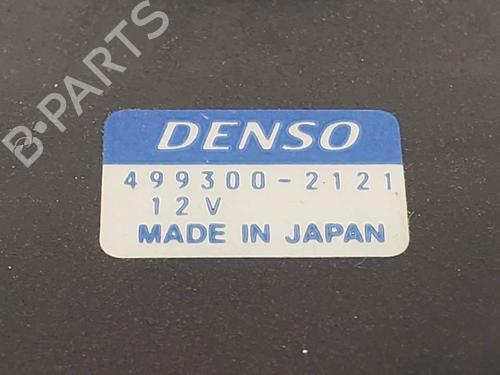 B-PARTS
DENSO
499300-2121
12V
MADE IN JAPAN